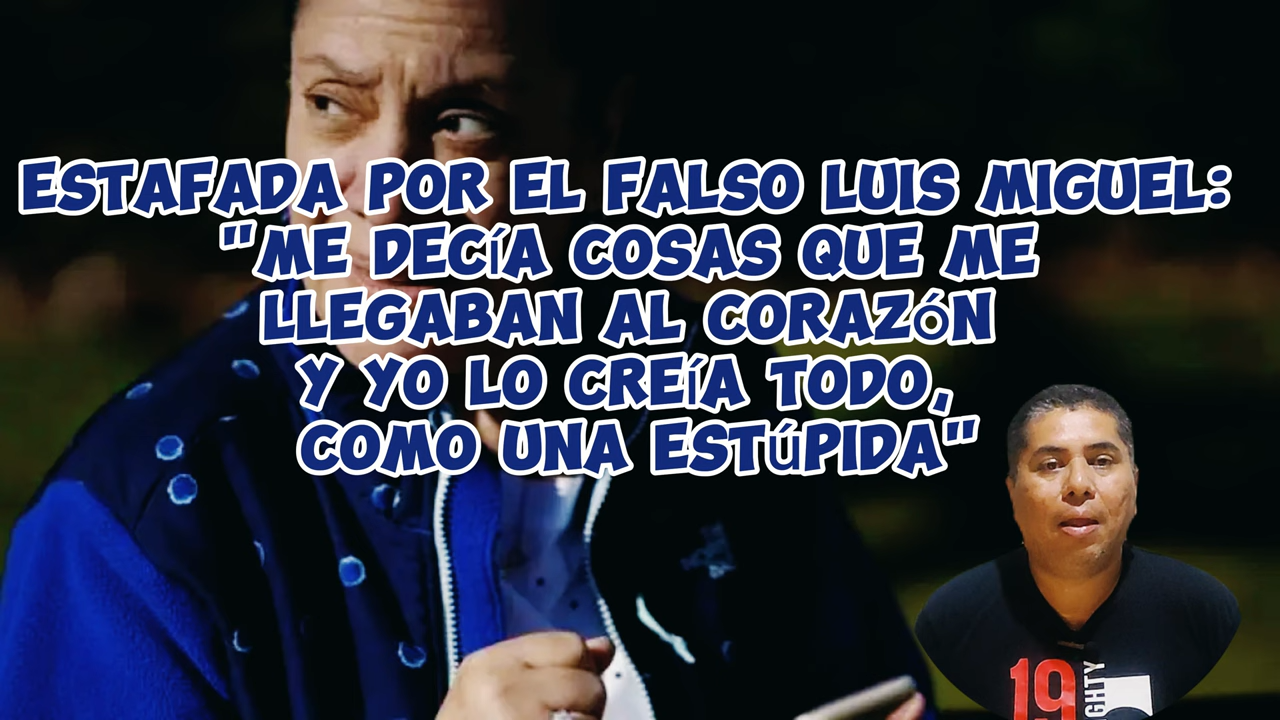 ESTAFADA POR EL FALSO LUIS MIGUEL:
"ME DECíA COSAS QUE ME
LLEGABAN AL CORAZóN
Y YO LO CREíA TODO,
COMO UNA ESTúPIDA"
19
GHTY